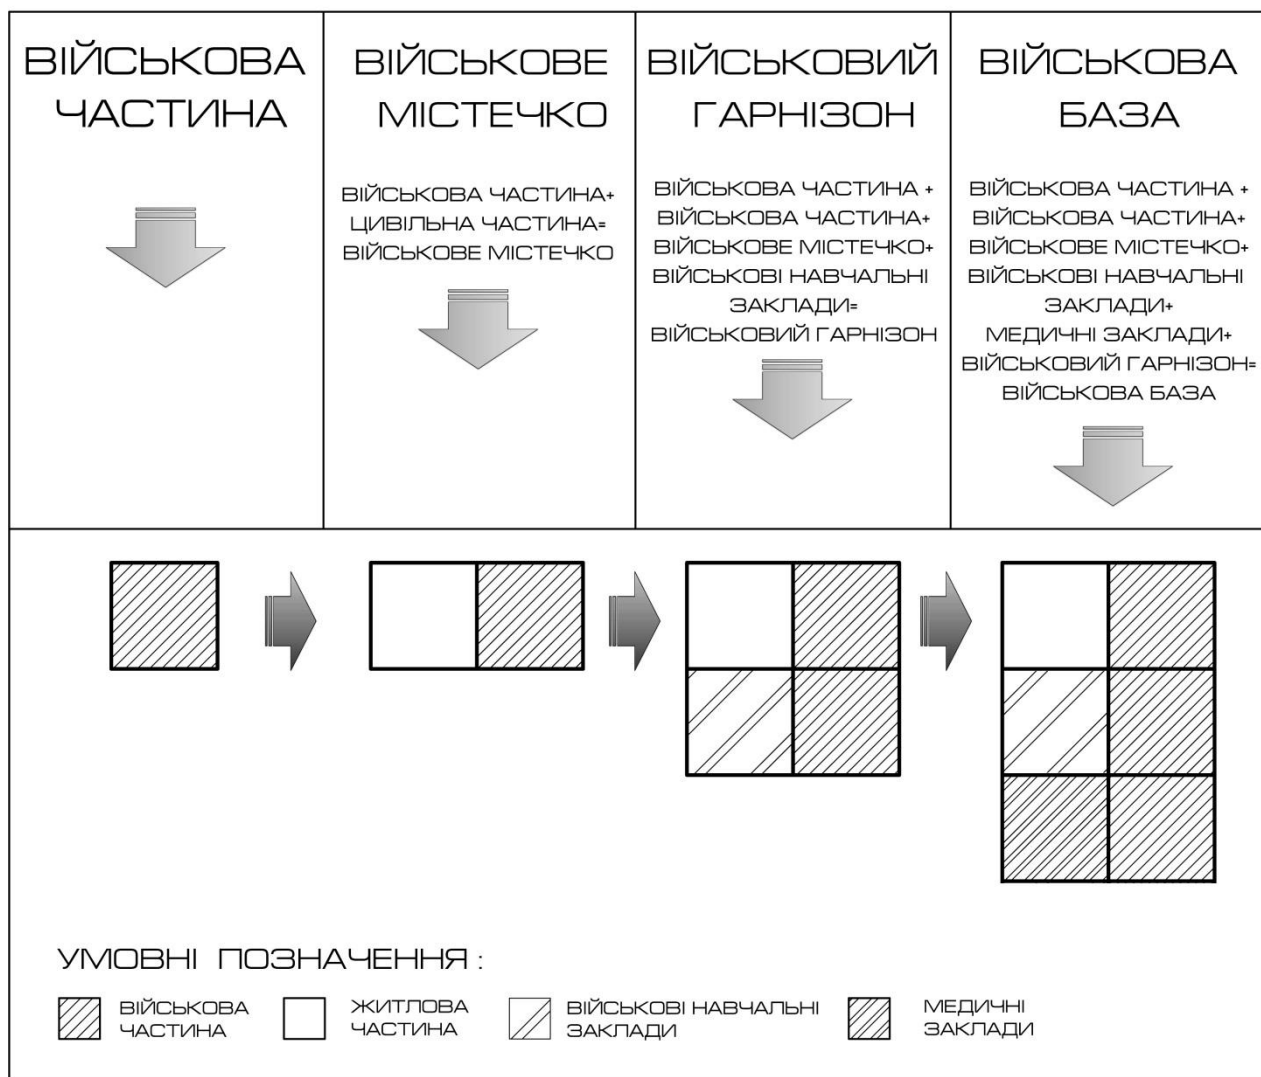 ВІЙСЬКОВА
ЧАСТИНА
ВІЙСЬКОВЕ
МІСТЕЧКО
ВІЙСЬКОВА ЧАСТИНА+
ЦИВІЛЬНА ЧАСТИНА=
ВІЙСЬКОВЕ МІСТЕЧКО
ВІЙСЬКОВИЙ
ГАРНІЗОН
ВІЙСЬКОВА ЧАСТИНА +
ВІЙСЬКОВА ЧАСТИНА+
ВІЙСЬКОВЕ МІСТЕЧКО+
ВІЙСЬКОВІ НАВЧАЛЬНІ
ЗАКЛАДИ=
ВІЙСЬКОВИЙ ГАРНІЗОН
ВІЙСЬКОВА
БАЗА
ВІЙСЬКОВА ЧАСТИНА +
ВІЙСЬКОВА ЧАСТИНА+
ВІЙСЬКОВЕ МІСТЕЧКО+
ВІЙСЬКОВІ НАВЧАЛЬНІ
ЗАКЛАДИ+
МЕДИЧНІ ЗАКЛАДИ+
ВІЙСЬКОВИЙ ГАРНІЗОН=
ВІЙСЬКОВА БАЗА
УМОВНІ ПОЗНАЧЕННЯ :
ВІЙСЬКОВА
ЧАСТИНА
ЖИТЛОВА
ЧАСТИНА
ВІЙСЬКОВІ НАВЧАЛЬНІ
ЗАКЛАДИ
МЕДИЧНІ
ЗАКЛАДИ